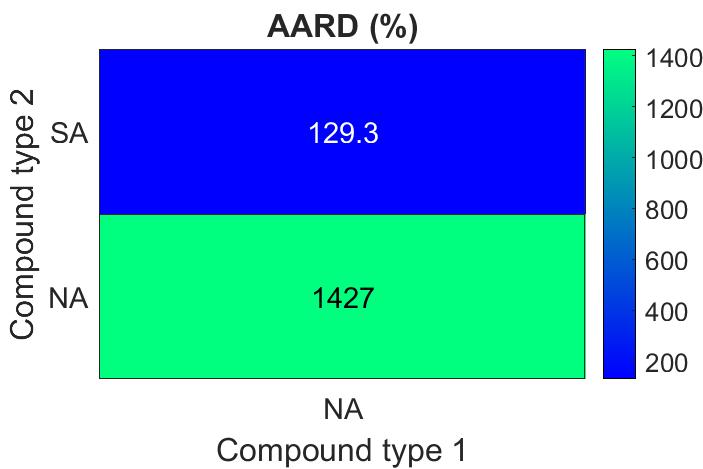 AARD (%)
Compound type 2
SA
NA
129.3
1427
NA
Compound type 1
1400
1200
1000
800
600
400
200